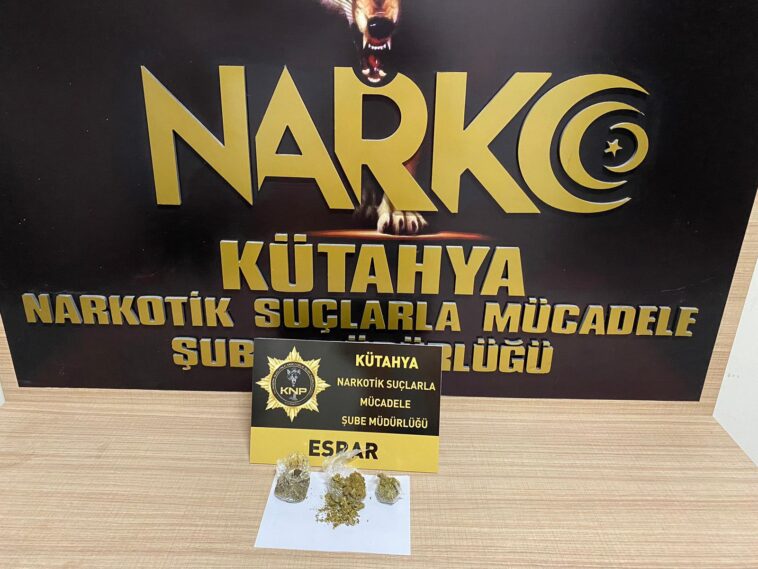 NARKO
KÜTAHYA
NARKOTİK SUÇLARLA MÜCADELE
ŞUBE MÜDÜRLÜĞÜ
KÜTAHYA
NARKOTİK SUÇLARLA
MÜCADELE
ŞUBE MÜDÜRLÜĞÜ
KNP
ESRAR